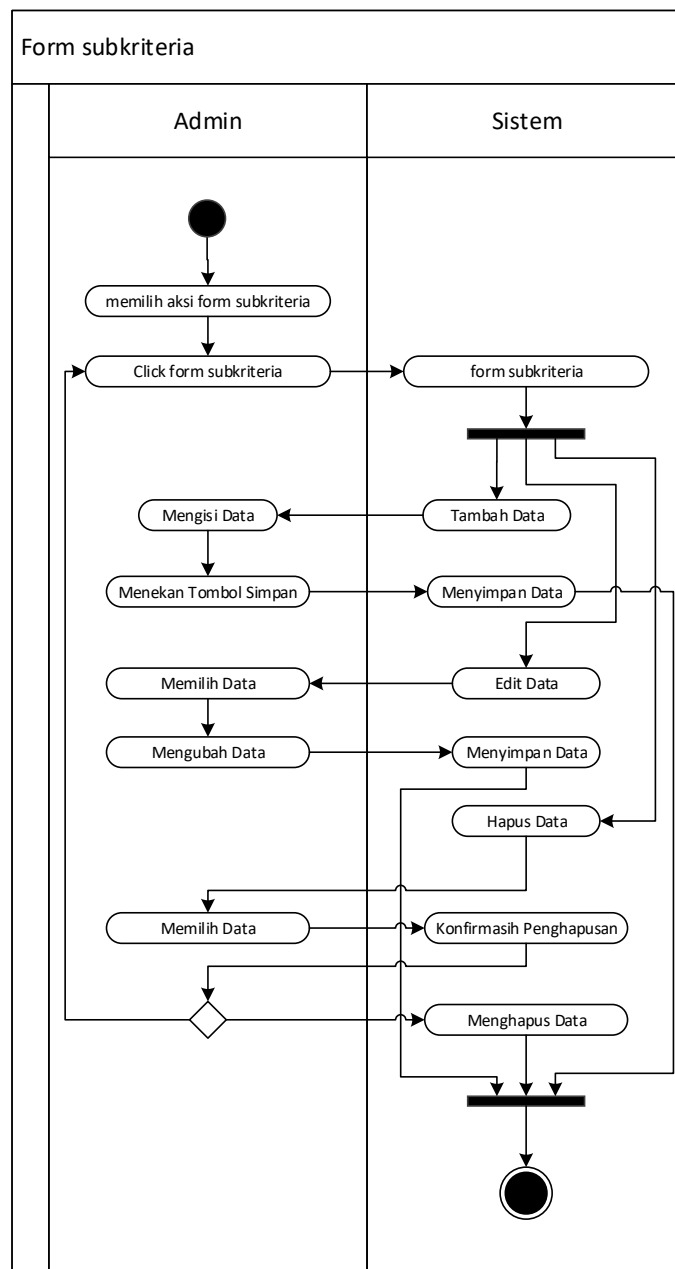 Form subkriteria
Admin
Sistem
memilih aksi form subkriteria
Click form subkriteria
form subkriteria
Mengisi Data
Tambah Data
Menekan Tombol Simpan
Menyimpan Data
Memilih Data
Edit Data
Mengubah Data
Menyimpan Data
Hapus Data
Memilih Data
Konfirmasih Penghapusan
Menghapus Data